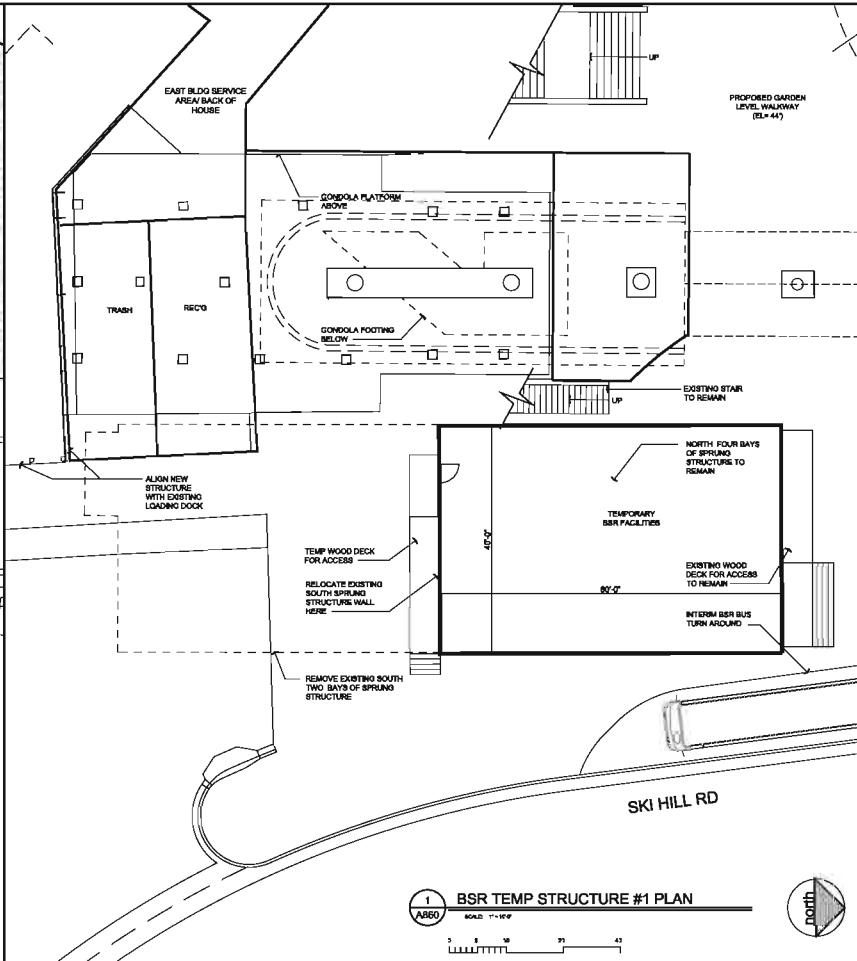 UP
EAST BLDG SERVICE
AREA/ BACK OF
HOUSE
PROPOSED GARDEN
LEVEL WALKWAY
(EL= 44')
GONDOLA PLATFORM
ABOVE
TRASH
REC'G
GONDOLA FOOTING
BELOW
EXISTING STAIR
TO REMAIN
UP
NORTH FOUR BAYS
OF SPRUNG
STRUCTURE TO
REMAIN
ALIGN NEW
STRUCTURE
WITH EXISTING
LOADING DOCK
TEMPORARY
BSR FACILITIES
40'-0"
TEMP WOOD DECK
FOR ACCESS
EXISTING WOOD
DECK FOR ACCESS
TO REMAIN
RELOCATE EXISTING
SOUTH SPRUNG
STRUCTURE WALL
HERE
60'-0"
INTERIM BSR BUS
TURN AROUND
REMOVE EXISTING SOUTH
TWO BAYS OF SPRUNG
STRUCTURE
SKI HILL RD
1
A860
BSR TEMP STRUCTURE #1 PLAN
north